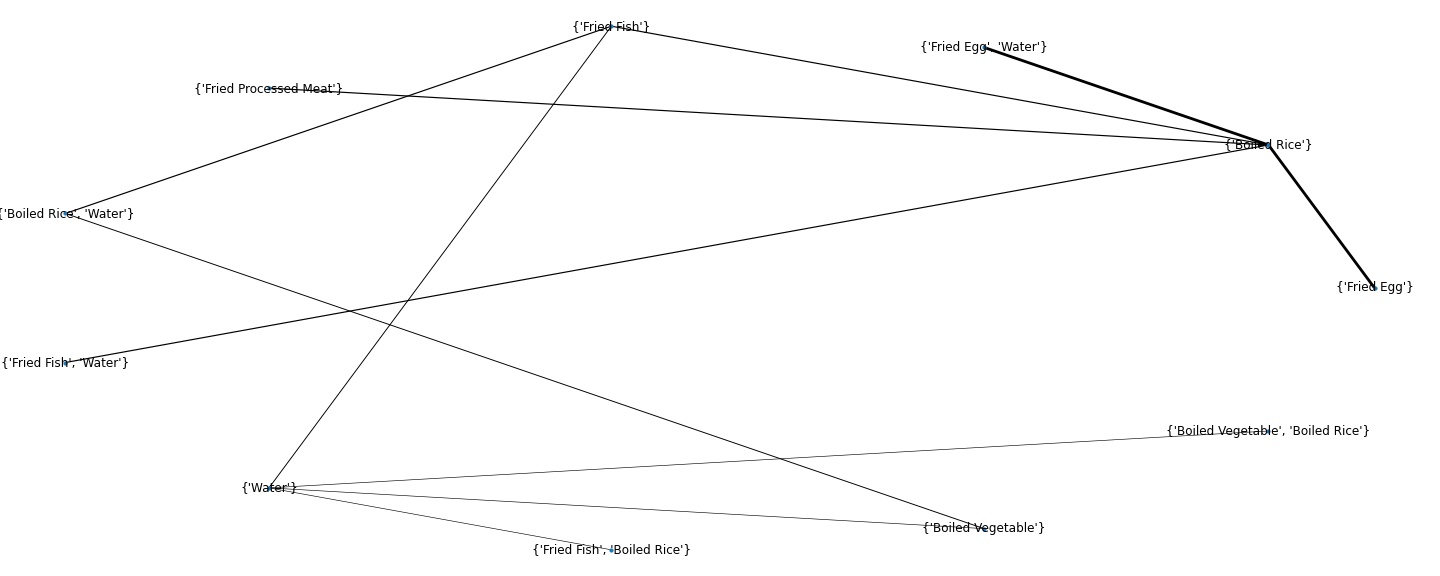 {'Fried Fish'}
{'Fried Egg', 'Water'}
{'Fried Processed Meat'}
{'Boiled Rice'}
{'Boiled Rice', 'Water'}
{'Fried Egg'}
{'Fried Fish', 'Water'}
{'Boiled Vegetable', 'Boiled Rice'}
{'Water'}
{'Boiled Vegetable'}
{'Fried Fish', 'Boiled Rice'}